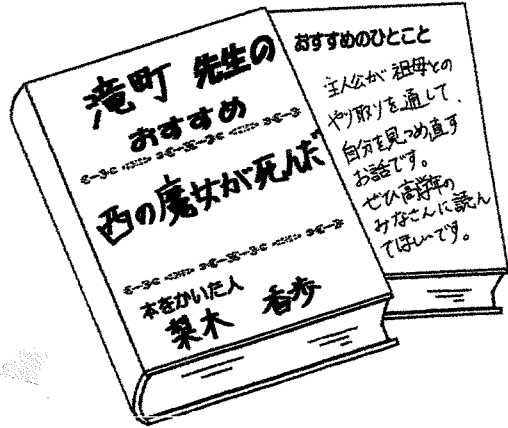 滝町 先生の
おすすめ
西の魔女が死んだ
本をかいた人
梨木 香歩
おすすめのひとこと
主人公が祖母との
やり取りを通して、
自分を見つめ直す
お話です。
ぜひ高学年の
みなさんに読ん
でほしいです。